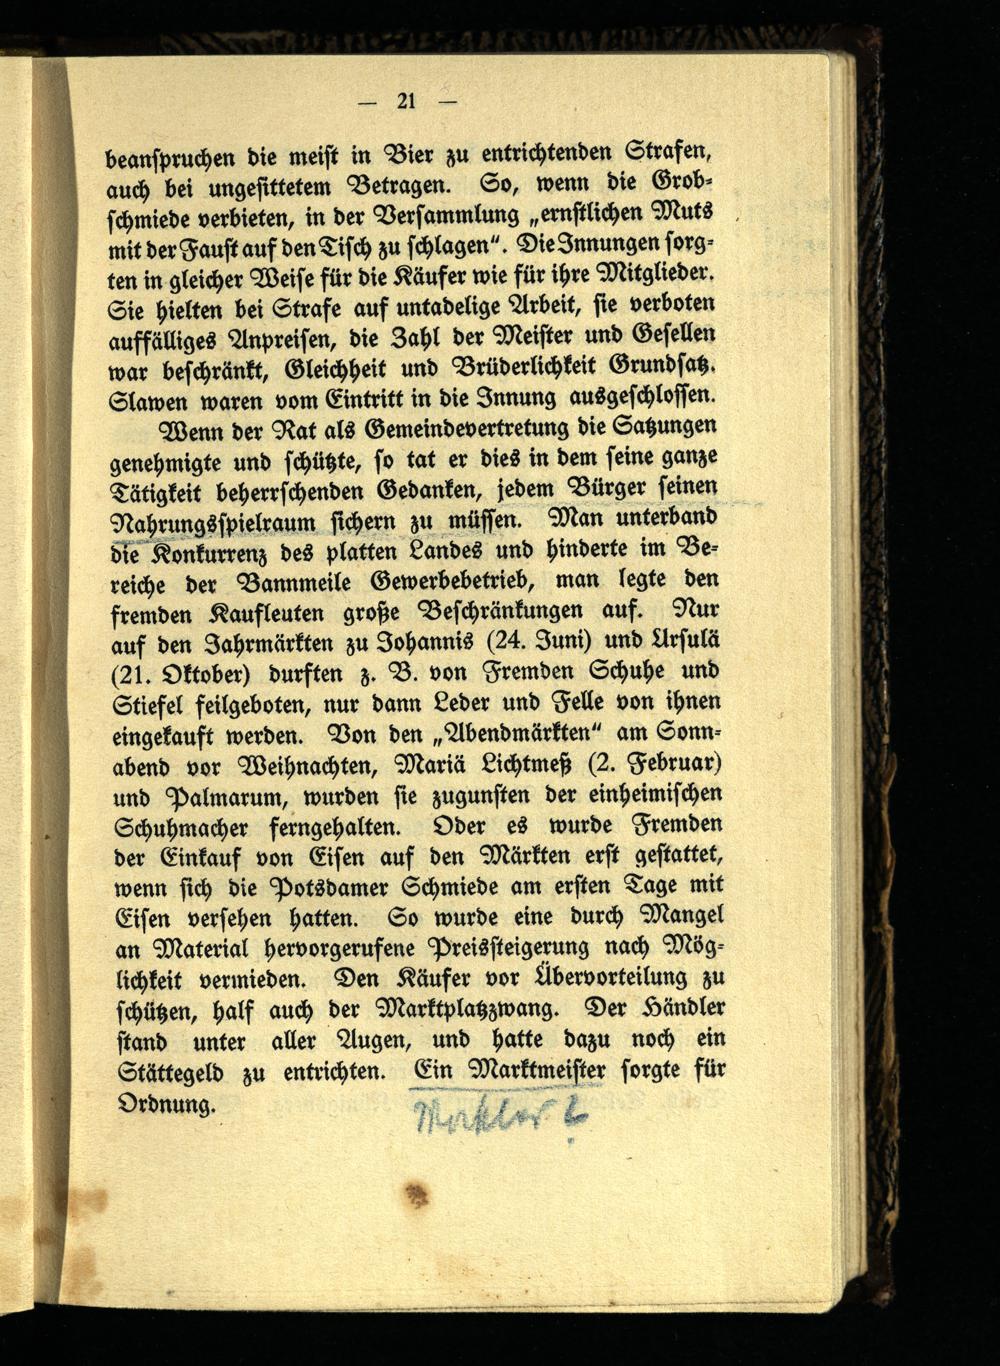 — 21 —
beanspruchen die meist in Bier zu entrichtenden Strafen,
auch bei ungesittetem Betragen. So, wenn die Grob-
schmiede verbieten, in der Versammlung „ernstlichen Muts
mit der Faust auf den Tisch zu schlagen“. Die Innungen sorg-
ten in gleicher Weise für die Käufer wie für ihre Mitglieder.
Sie hielten bei Strafe auf untadelige Arbeit, sie verboten
auffälliges Anpreisen, die Zahl der Meister und Gesellen
war beschränkt, Gleichheit und Brüderlichkeit Grundsatz.
Slawen waren vom Eintritt in die Innung ausgeschlossen.
Wenn der Rat als Gemeindevertretung die Satzungen
genehmigte und schützte, so tat er dies in dem seine ganze
Tätigkeit beherrschenden Gedanken, jedem Bürger seinen
Nahrungsspielraum sichern zu müssen. Man unterband
die Konkurrenz des platten Landes und hinderte im Be-
reiche der Bannmeile Gewerbebetrieb, man legte den
fremden Kaufleuten große Beschränkungen auf. Nur
auf den Jahrmärkten zu Johannis (24. Juni) und Ursulä
(21. Oktober) durften z. B. von Fremden Schuhe und
Stiefel feilgeboten, nur dann Leder und Felle von ihnen
eingekauft werden. Von den „Abendmärkten“ am Sonn-
abend vor Weihnachten, Mariä Lichtmeß (2. Februar)
und Palmarum, wurden sie zugunsten der einheimischen
Schuhmacher ferngehalten. Oder es wurde Fremden
der Einkauf von Eisen auf den Märkten erst gestattet,
wenn sich die Potsdamer Schmiede am ersten Tage mit
Eisen versehen hatten. So wurde eine durch Mangel
an Material hervorgerufene Preissteigerung nach Mög-
lichkeit vermieden. Den Käufer vor Übervorteilung zu
schützen, half auch der Marktplatzzwang. Der Händler
stand unter aller Augen, und hatte dazu noch ein
Stättegeld zu entrichten. Ein Marktmeister sorgte für
Ordnung.
?